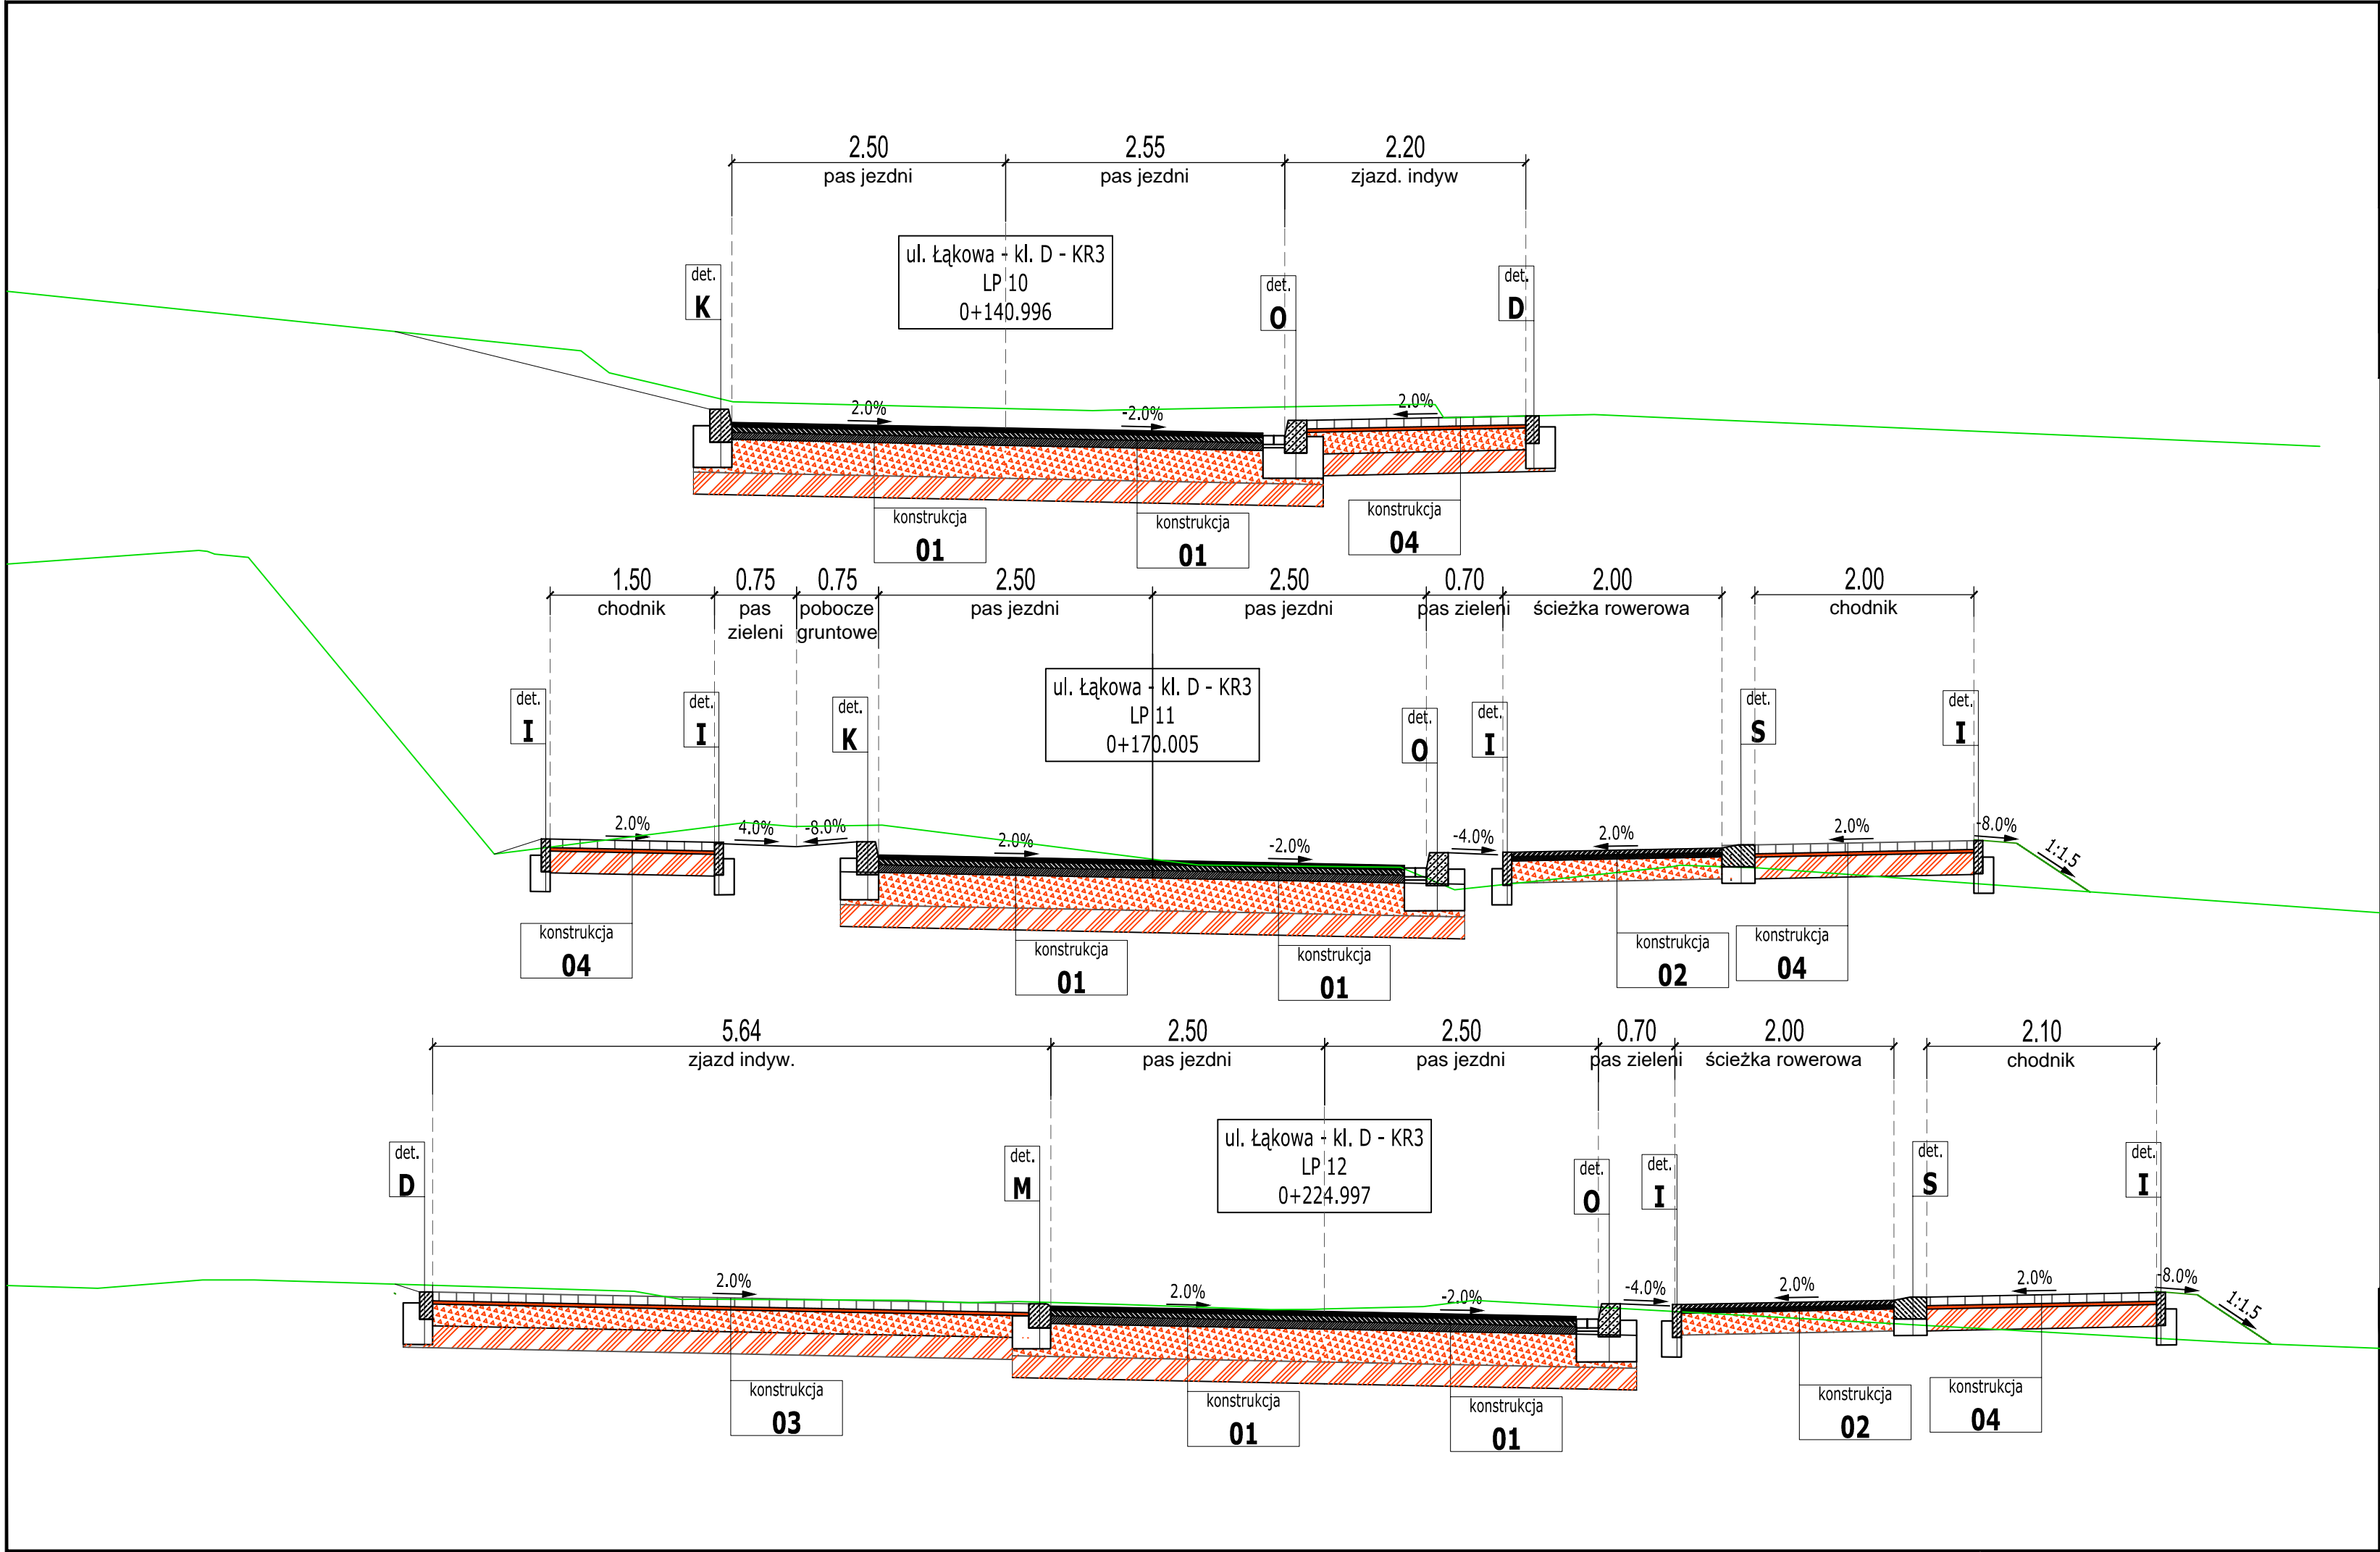 2.50 2.55 2.20
pas jezdni pas jezdni zjazd. indyw
ul. Łąkowa - kl. D - KR3
LP 10
0+140.996
det.
K
det.
O
det.
D
2.0% -2.0% 2.0%
konstrukcja
01
konstrukcja
01
konstrukcja
04
1.50 0.75 0.75 2.50 2.50 0.70 2.00 2.00
chodnik pas pobocze pas jezdni pas jezdni pas zieleni ścieżka rowerowa chodnik
zieleni gruntowe
ul. Łąkowa - kl. D - KR3
LP 11
0+170.005
det.
I
det.
I
det.
K
det.
O
det.
I
det.
S
det.
I
2.0% 4.0% -8.0% 2.0% -2.0% -4.0% 2.0% 2.0% -8.0%
1:1.5
konstrukcja
04
konstrukcja
01
konstrukcja
01
konstrukcja
02
konstrukcja
04
5.64 2.50 2.50 0.70 2.00 2.10
zjazd indyw. pas jezdni pas jezdni pas zieleni ścieżka rowerowa chodnik
ul. Łąkowa - kl. D - KR3
LP 12
0+224.997
det.
D
det.
M
det.
O
det.
I
det.
S
det.
I
2.0% 2.0% -2.0% -4.0% 2.0% 2.0% -8.0%
1:1.5
konstrukcja
03
konstrukcja
01
konstrukcja
01
konstrukcja
02
konstrukcja
04